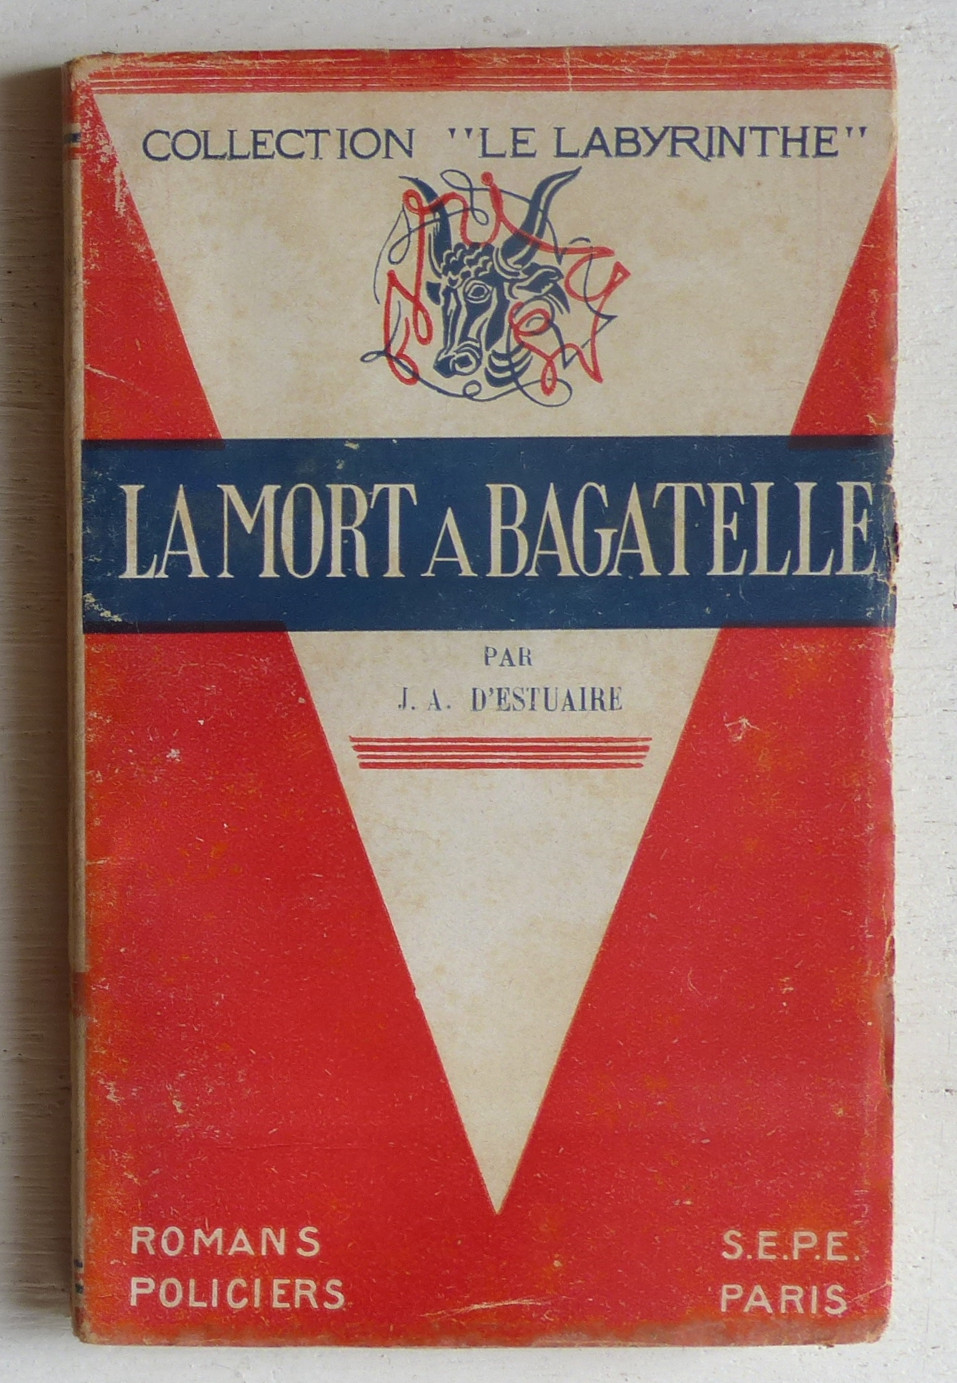 COLLECTION "LE LABYRINTHE"
LA MORT A BAGATELLE
PAR
J. A. D'ESTUAIRE
ROMANS
POLICIERS
S.E.P.E.
PARIS